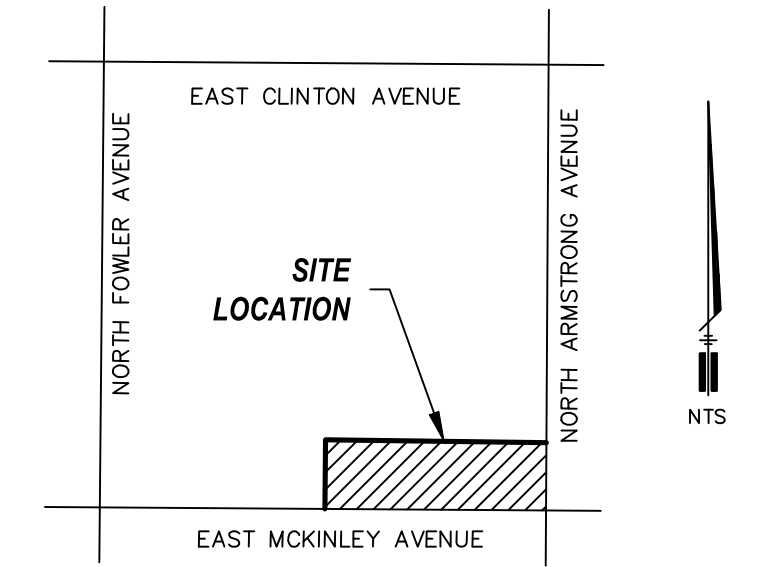 EAST CLINTON AVENUE
NORTH FOWLER AVENUE
NORTH ARMSTRONG AVENUE
SITE
LOCATION
NTS
EAST MCKINLEY AVENUE